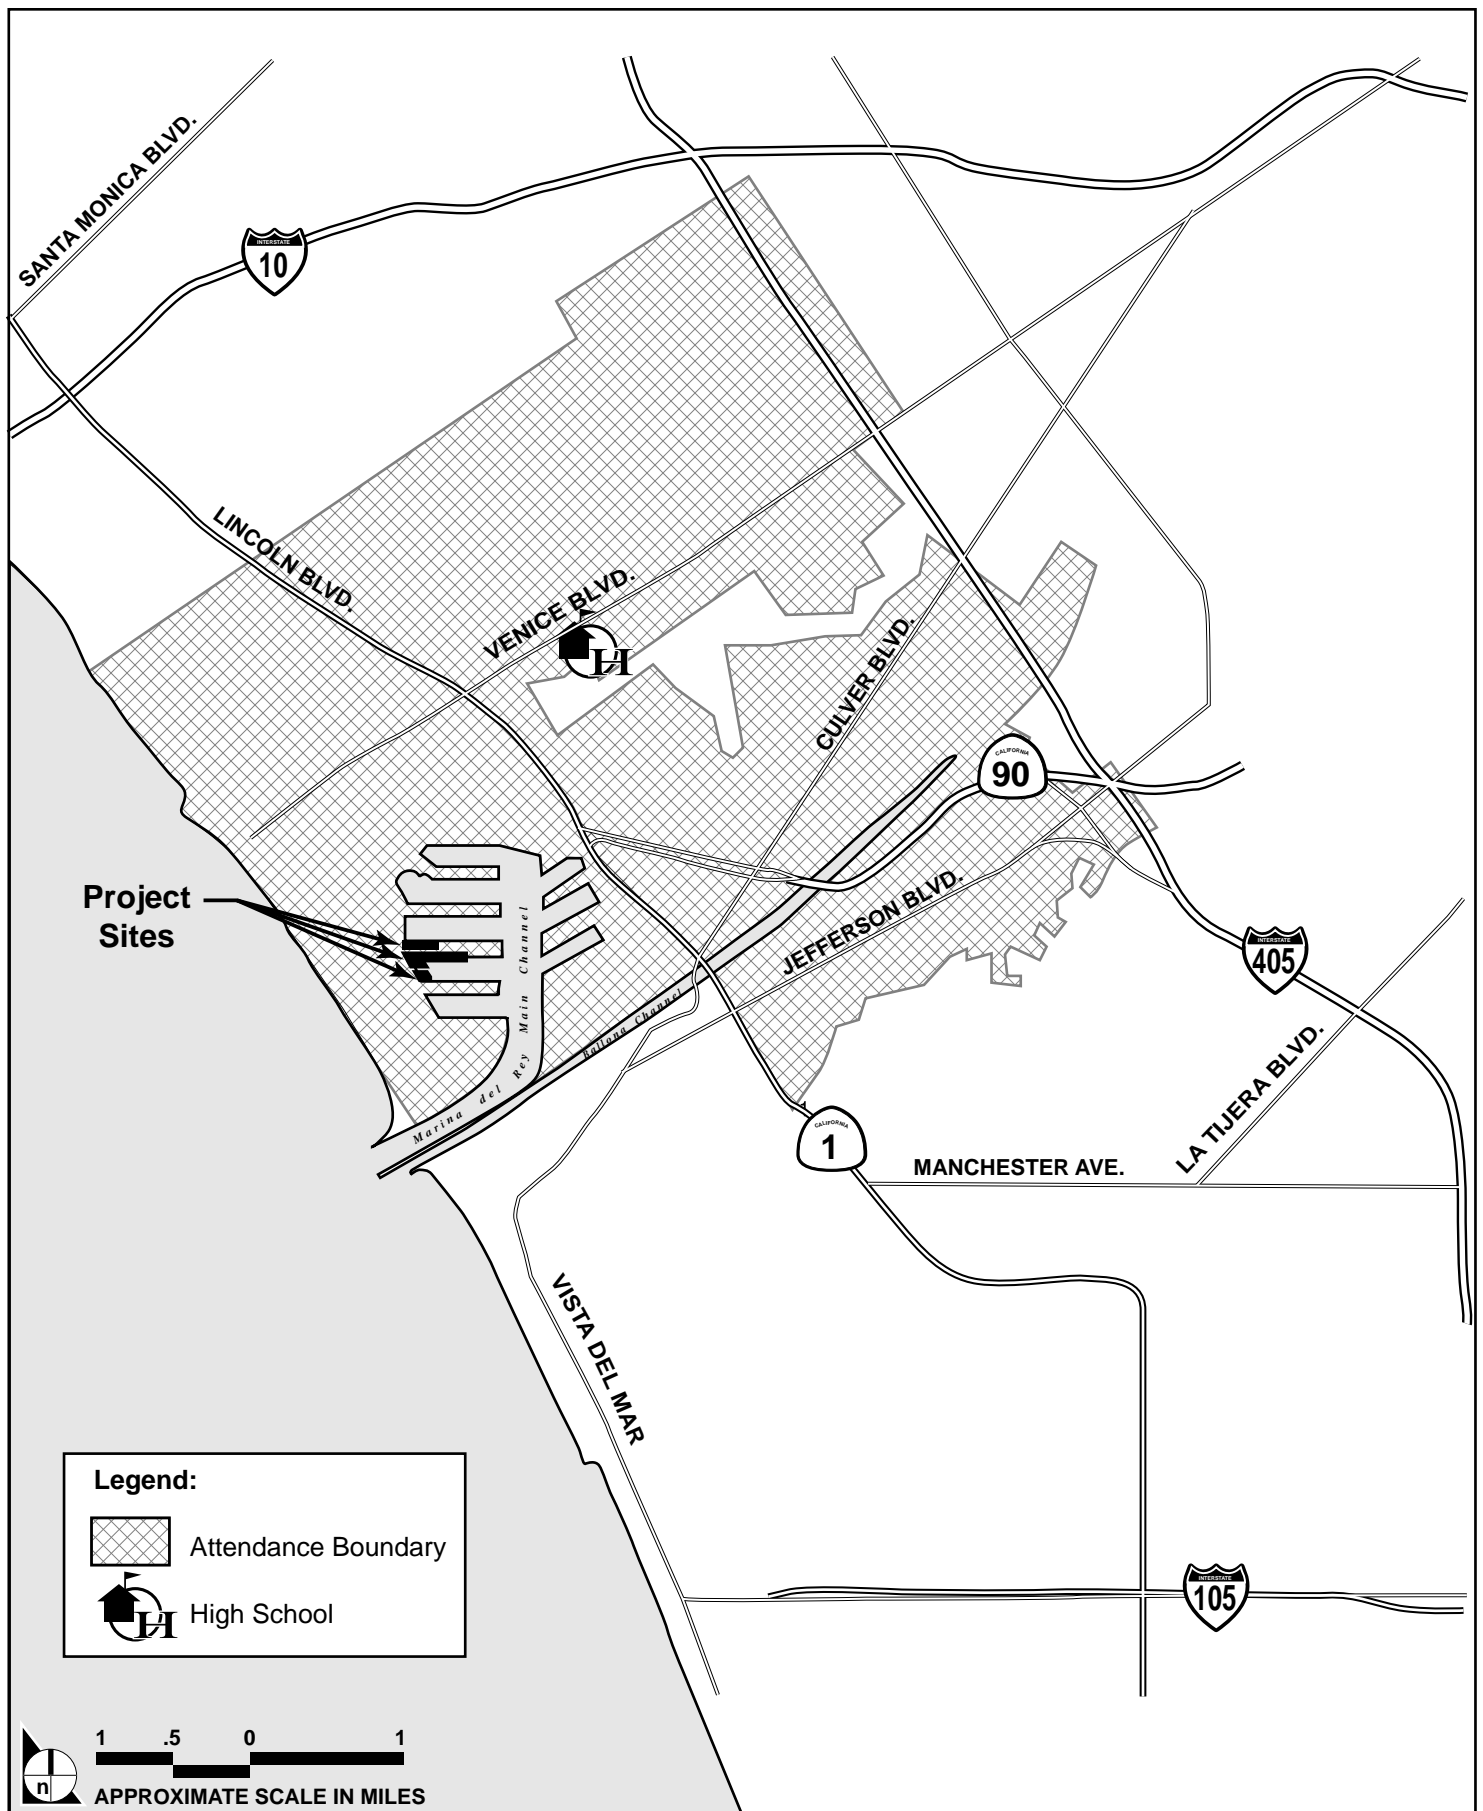 SANTA MONICA BLVD.
INTERSTATE
10
LINCOLN BLVD.
VENICE BLVD.
H
CULVER BLVD.
CALIFORNIA
90
Project
Sites
JEFFERSON BLVD.
INTERSTATE
405
Marina del Rey Main Channel
Ballona Channel
LA TIJERA BLVD.
CALIFORNIA
1
MANCHESTER AVE.
VISTA DEL MAR
Legend:
Attendance Boundary
H
High School
INTERSTATE
105
1 .5 0 1
n
APPROXIMATE SCALE IN MILES